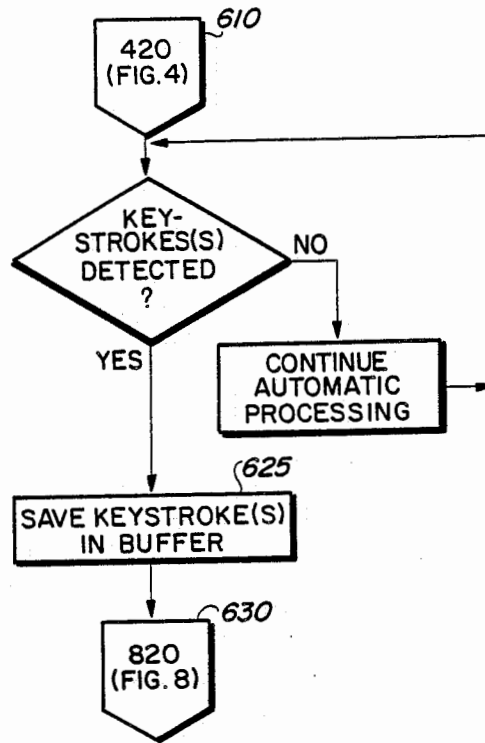 610
420
(FIG. 4)
KEY-
STROKES(S)
DETECTED
?
NO
YES
CONTINUE
AUTOMATIC
PROCESSING
625
SAVE KEYSTROKE(S)
IN BUFFER
630
820
(FIG. 8)